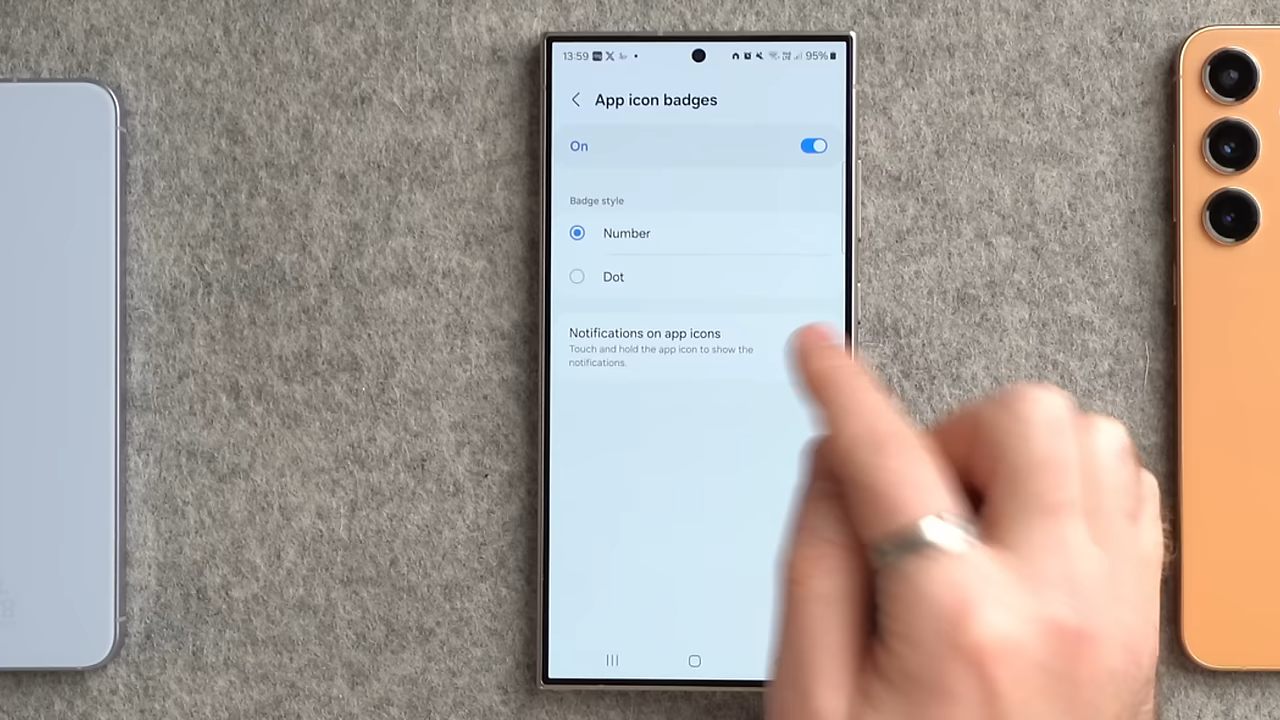 13:59 95%
App icon badges
On
Badge style
Number
Dot
Notifications on app icons
Touch and hold the app icon to show the
notifications.